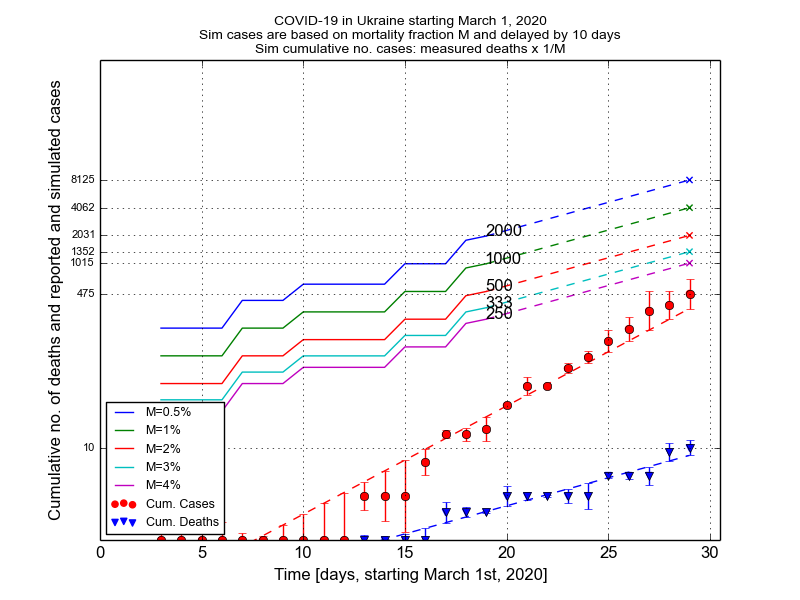 COVID-19 in Ukraine starting March 1, 2020
Sim cases are based on mortality fraction M and delayed by 10 days
Sim cumulative no. cases: measured deaths x 1/M
Cumulative no. of deaths and reported and simulated cases
8125
4062
2031
1352
1015
475
10
2000
1000
500
333
250
M=0.5%
M=1%
M=2%
M=3%
M=4%
Cum. Cases
Cum. Deaths
0 5 10 15 20 25 30
Time [days, starting March 1st, 2020]